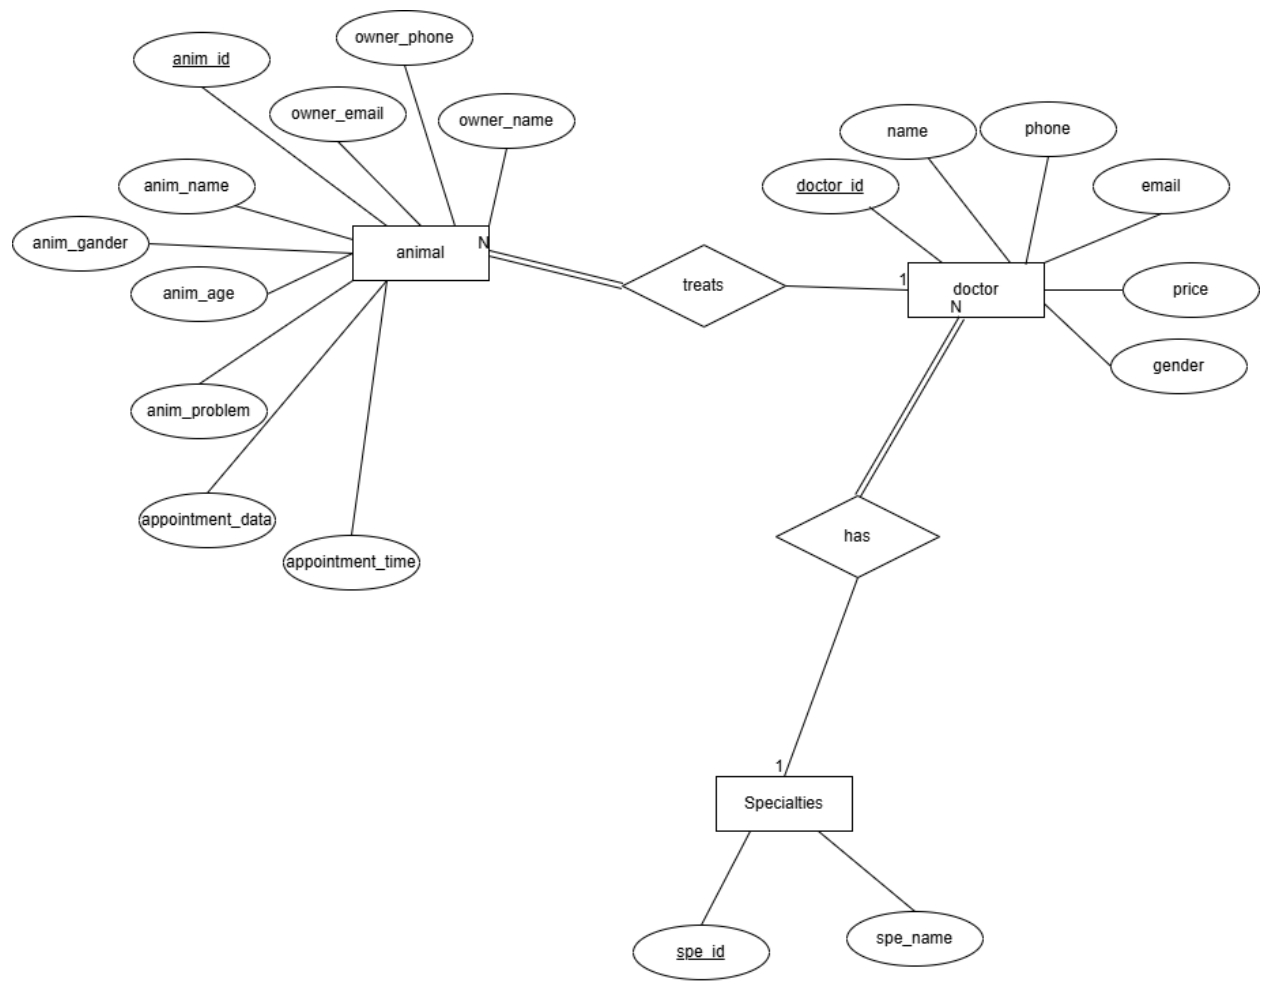 owner_phone
anim_id
owner_email
owner_name
name
phone
anim_name
doctor_id
email
anim_gander
animal
N
anim_age
treats
1
doctor
N
price
gender
anim_problem
appointment_data
has
appointment_time
1
Specialties
spe_id
spe_name